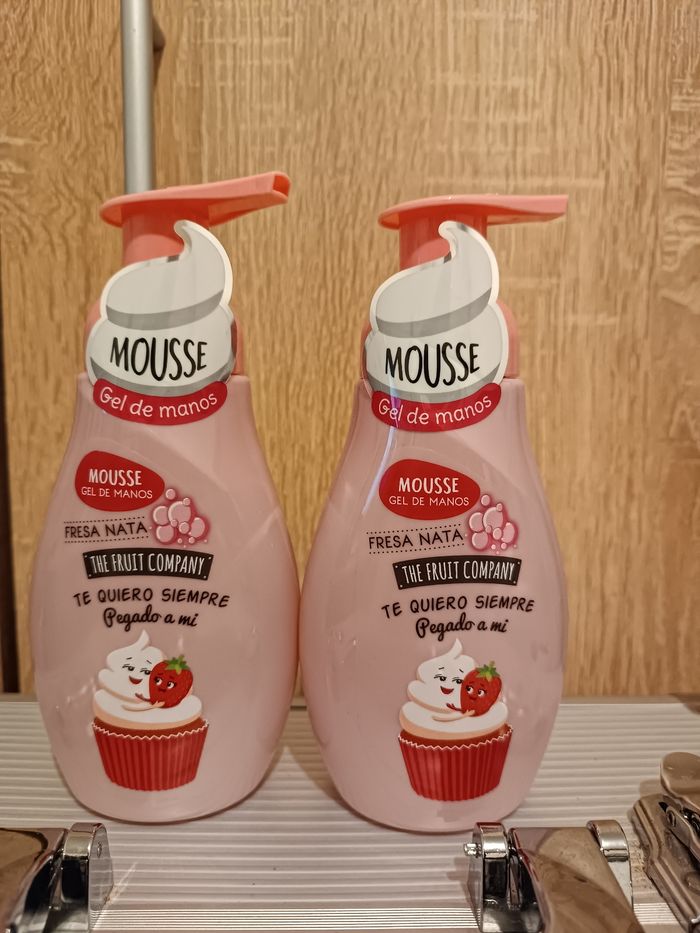 MOUSSE
Gel de manos
MOUSSE
GEL DE MANOS
FRESA NATA
THE FRUIT COMPANY
TE QUIERO SIEMPRE
Pegado a mi
MOUSSE
Gel de manos
MOUSSE
GEL DE MANOS
FRESA NATA
THE FRUIT COMPANY
TE QUIERO SIEMPRE
Pegado a mi